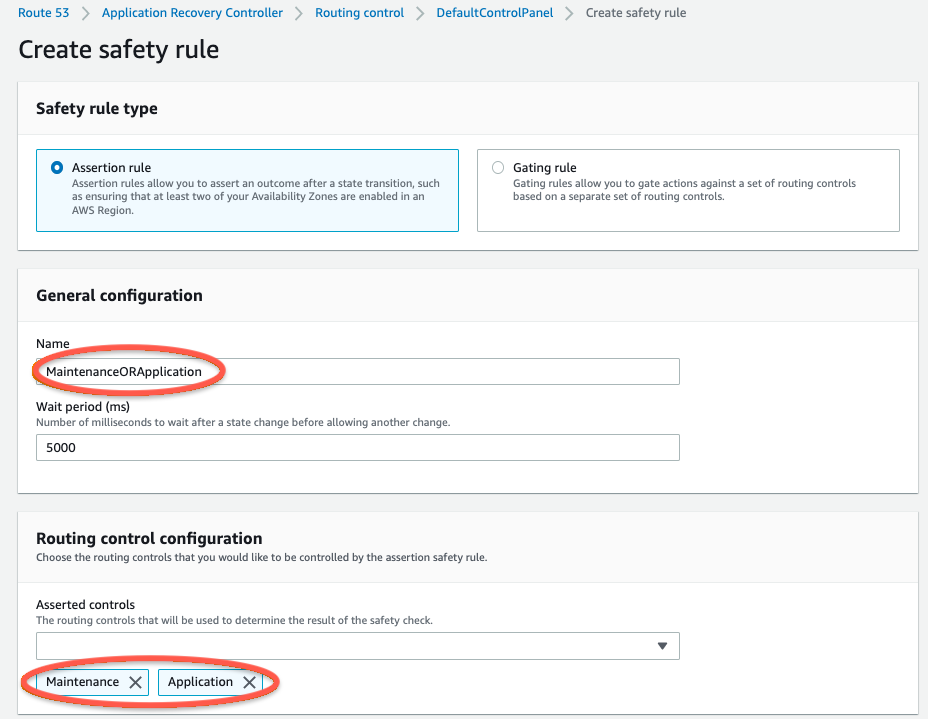 Route 53 > Application Recovery Controller > Routing control > DefaultControlPanel > Create safety rule
Create safety rule
Safety rule type
Assertion rule
Assertion rules allow you to assert an outcome after a state transition, such
as ensuring that at least two of your Availability Zones are enabled in an
AWS Region.
Gating rule
Gating rules allow you to gate actions against a set of routing controls
based on a separate set of routing controls.
General configuration
Name
MaintenanceORApplication
Wait period (ms)
Number of milliseconds to wait after a state change before allowing another change.
5000
Routing control configuration
Choose the routing controls that you would like to be controlled by the assertion safety rule.
Asserted controls
The routing controls that will be used to determine the result of the safety check.
Maintenance Application